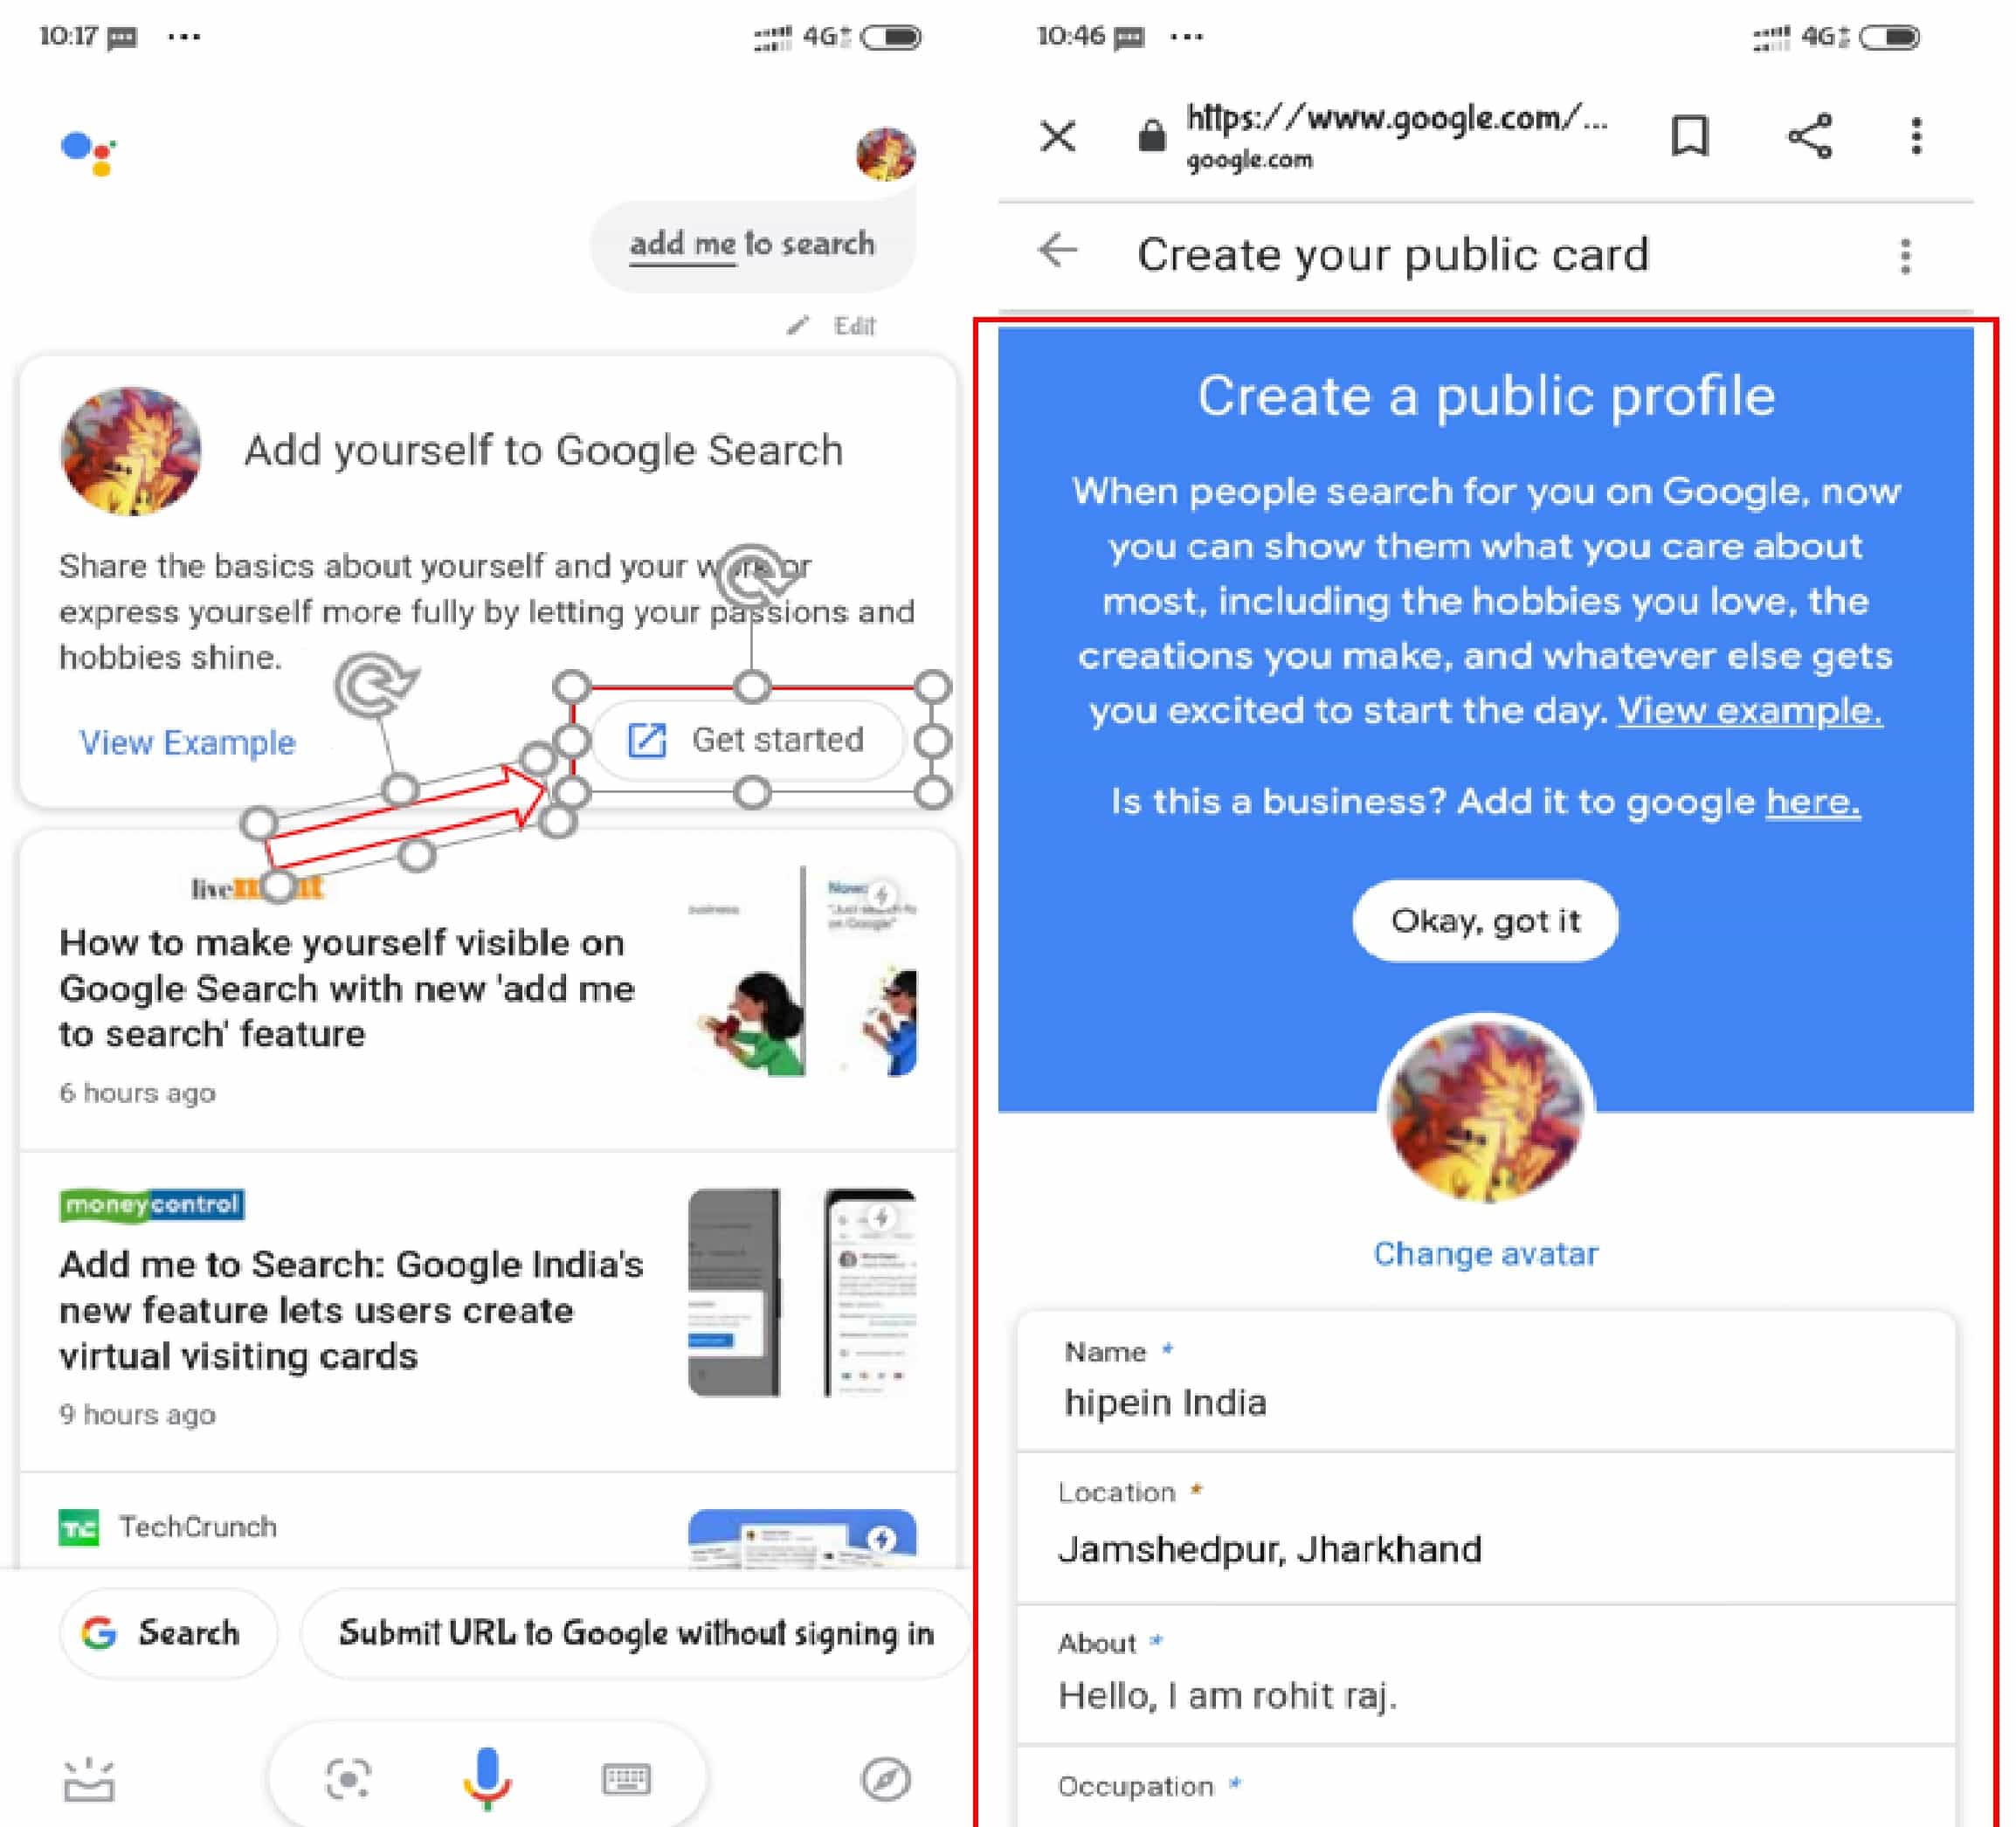 10:17
4G
add me to search
Edit
Add yourself to Google Search
Share the basics about yourself and your work or
express yourself more fully by letting your passions and
hobbies shine.
View Example
Get started
live
How to make yourself visible on
Google Search with new 'add me
to search' feature
6 hours ago
business
on Google"
moneycontrol
Add me to Search: Google India's
new feature lets users create
virtual visiting cards
9 hours ago
TC TechCrunch
G Search
Submit URL to Google without signing in
10:46
4G
https://www.google.com/...
google.com
Create your public card
Create a public profile
When people search for you on Google, now
you can show them what you care about
most, including the hobbies you love, the
creations you make, and whatever else gets
you excited to start the day. View example.
Is this a business? Add it to google here.
Okay, got it
Change avatar
Name *
hipein India
Location *
Jamshedpur, Jharkhand
About *
Hello, I am rohit raj.
Occupation *